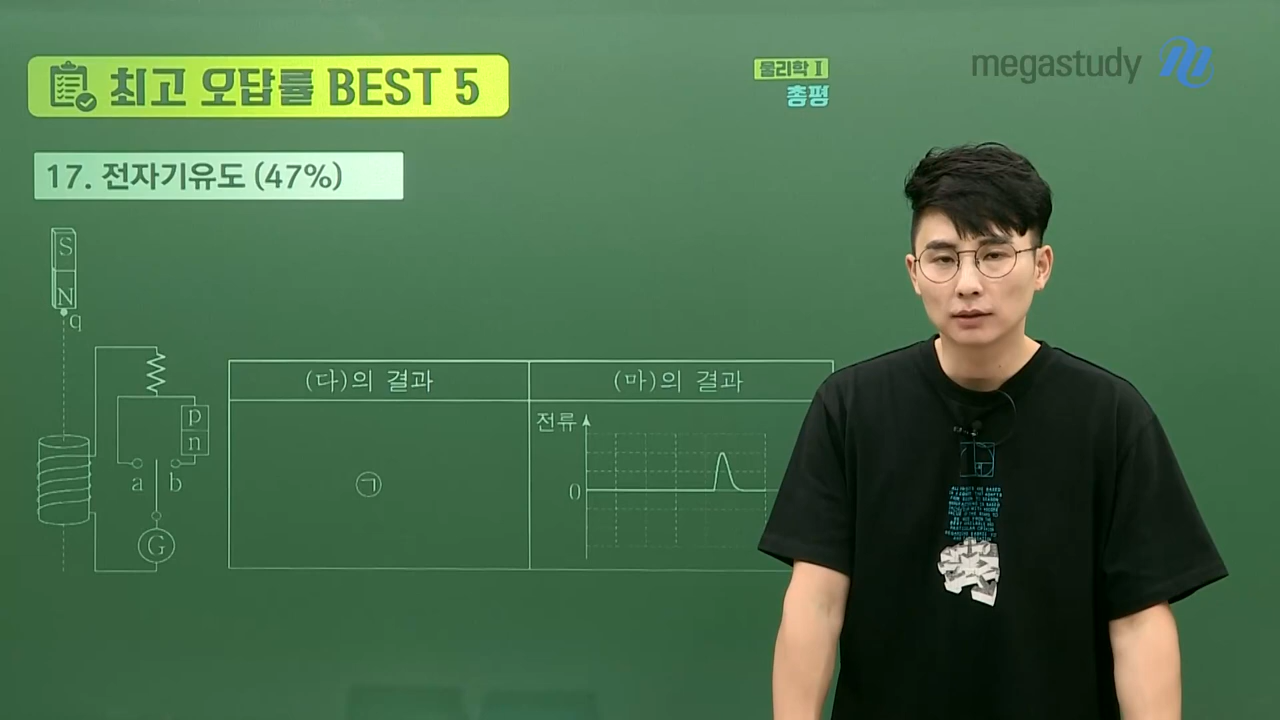 최고 오답률 BEST 5
물리학 I
총평
megastudy
17. 전자기유도 (47%)
S
N
q
p
n
a
b
G
(다)의 결과
(마)의 결과
㉠
전류
0